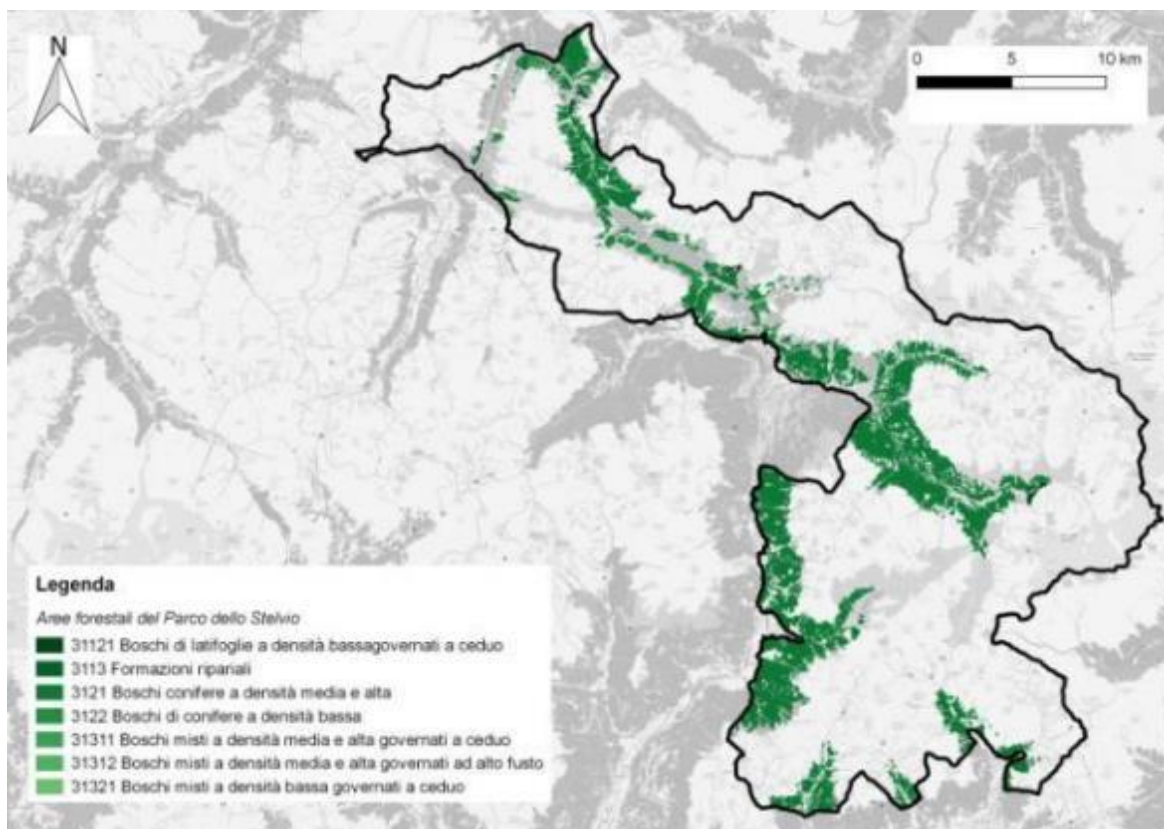 N
0 5 10 km
Legenda
Aree forestali del Parco dello Stelvio
31121 Boschi di latifoglie a densità bassagovernati a ceduo
3113 Formazioni ripariali
3121 Boschi conifere a densità media e alta
3122 Boschi di conifere a densità bassa
31311 Boschi misti a densità media e alta governati a ceduo
31312 Boschi misti a densità media e alta governati ad alto fusto
31321 Boschi misti a densità bassa governati a ceduo